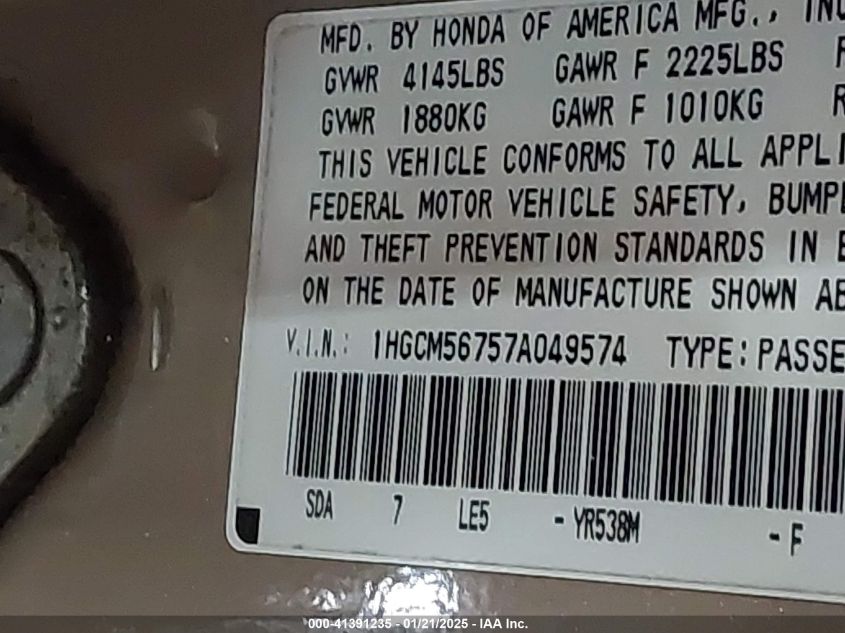 MFD. BY HONDA OF AMERICA MFG., INC
GVWR 4145LBS GAWR F 2225LBS
GVWR 1880KG GAWR F 1010KG
THIS VEHICLE CONFORMS TO ALL APPLI
FEDERAL MOTOR VEHICLE SAFETY, BUMPE
AND THEFT PREVENTION STANDARDS IN E
ON THE DATE OF MANUFACTURE SHOWN AB
V.I.N.: 1HGCM56757A049574 TYPE: PASSE
SDA 7 LE5 - YR538M - F
000-41391235 - 01/21/2025 - IAA Inc.